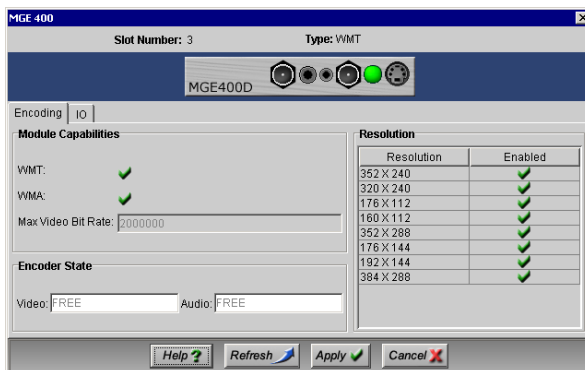 MGE 400
Slot Number: 3 Type: WMT
MGE400D
Encoding IO
Module Capabilities
WMT:
WMA:
Max Video Bit Rate: 2000000
Encoder State
Video: FREE Audio: FREE
Resolution
Resolution Enabled
352 X 240
320 X 240
176 X 112
160 X 112
352 X 288
176 X 144
192 X 144
384 X 288
Help ? Refresh Apply Cancel